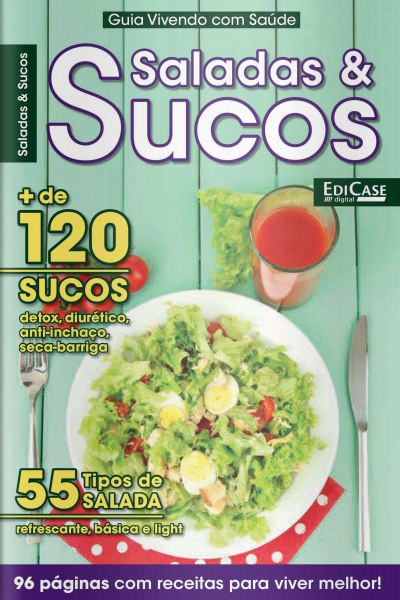 Guia Vivendo com Saúde
Saladas & Sucos
Saladas &
Sucos
EDICASE
digital
+ de
120
SUCOS
detox, diurético,
anti-inchaço,
seca-barriga
55 Tipos de
SALADA
refrescante, básica e light
96 páginas com receitas para viver melhor!